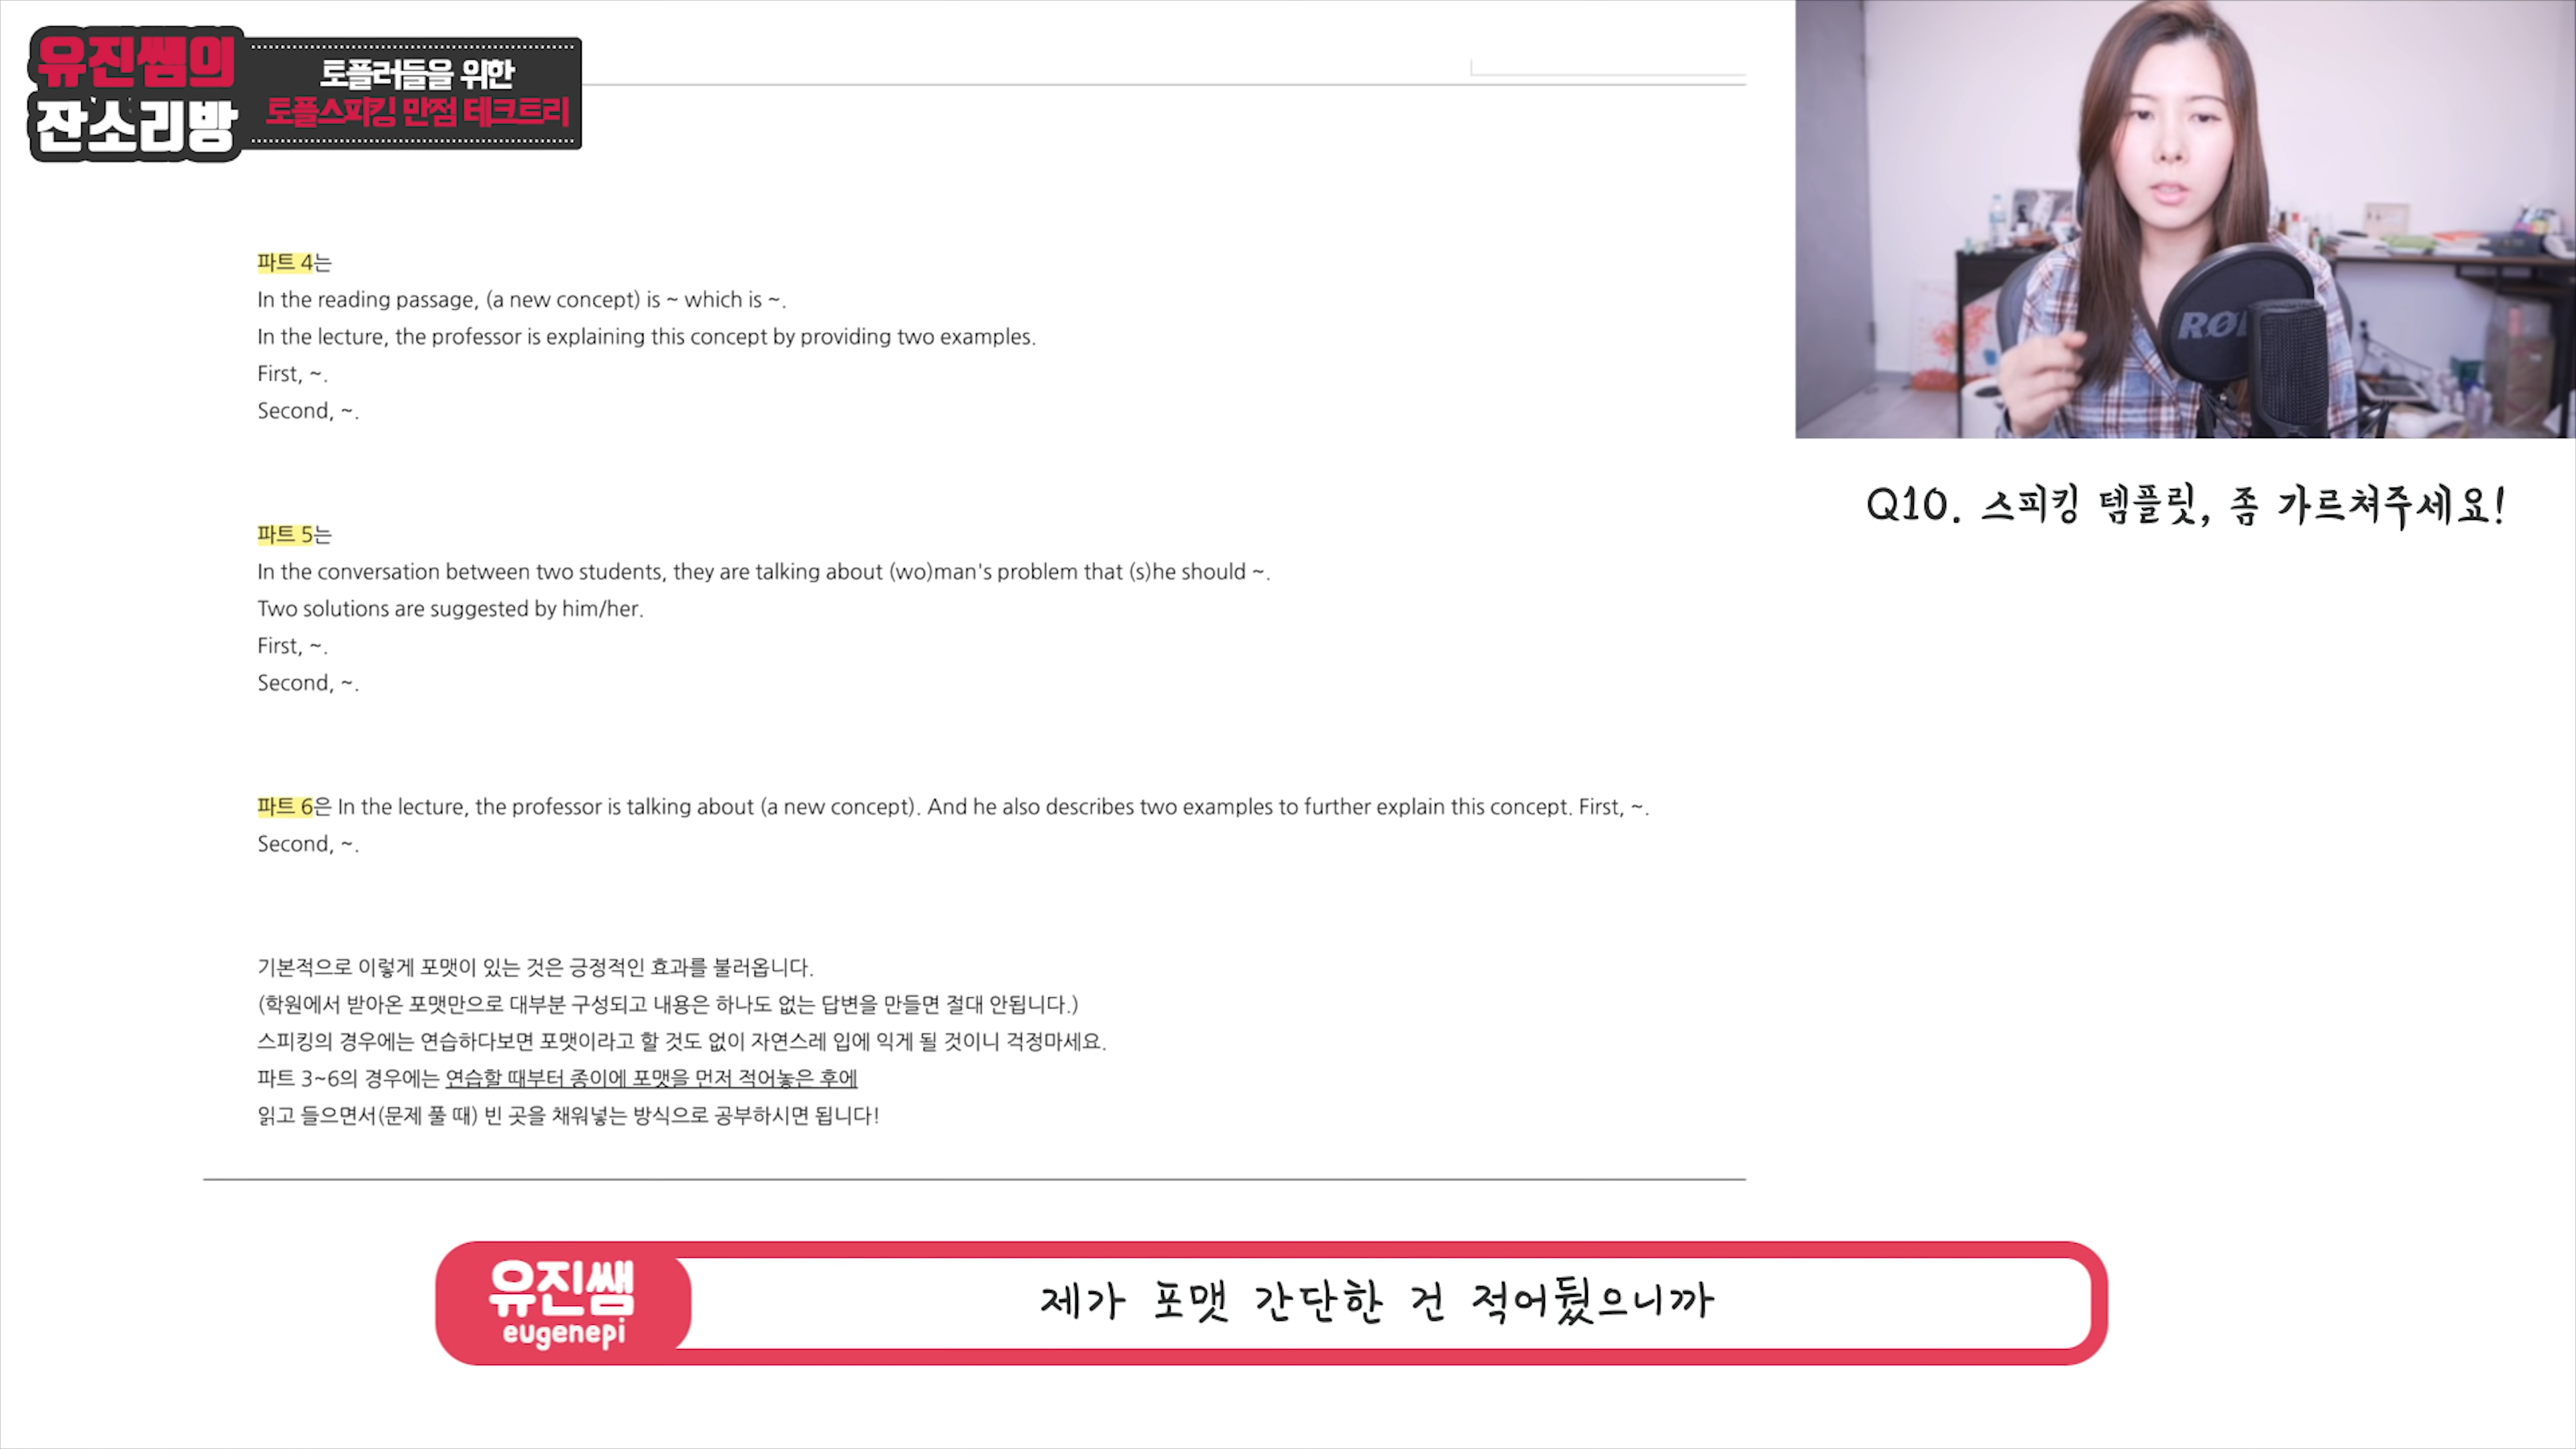 유진쌤의
잔소리방
토플러들을 위한
토플스피킹 만점 테크트리
파트 4는
In the reading passage, (a new concept) is ~ which is ~.
In the lecture, the professor is explaining this concept by providing two examples.
First, ~.
Second, ~.
파트 5는
In the conversation between two students, they are talking about (wo)man's problem that (s)he should ~.
Two solutions are suggested by him/her.
First, ~.
Second, ~.
파트 6은 In the lecture, the professor is talking about (a new concept). And he also describes two examples to further explain this concept. First, ~.
Second, ~.
기본적으로 이렇게 포맷이 있는 것은 긍정적인 효과를 불러옵니다.
(학원에서 받아온 포맷만으로 대부분 구성되고 내용은 하나도 없는 답변을 만들면 절대 안됩니다.)
스피킹의 경우에는 연습하다보면 포맷이라고 할 것도 없이 자연스레 입에 익게 될 것이니 걱정마세요.
파트 3~6의 경우에는 연습할 때부터 종이에 포맷을 먼저 적어놓은 후에
읽고 들으면서(문제 풀 때) 빈 곳을 채워넣는 방식으로 공부하시면 됩니다!
Q10. 스피킹 템플릿, 좀 가르쳐주세요!
유진쌤
eugenepi
제가 포맷 간단한 건 적어뒀으니까